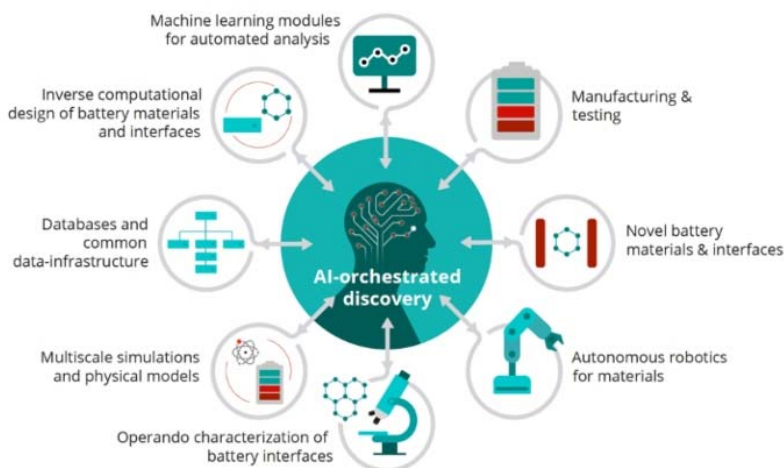 Machine learning modules
for automated analysis
Inverse computational
design of battery materials
and interfaces
Manufacturing &
testing
Databases and
common
data-infrastructure
Novel battery
materials & interfaces
AI-orchestrated
discovery
Multiscale simulations
and physical models
Autonomous robotics
for materials
Operando characterization of
battery interfaces